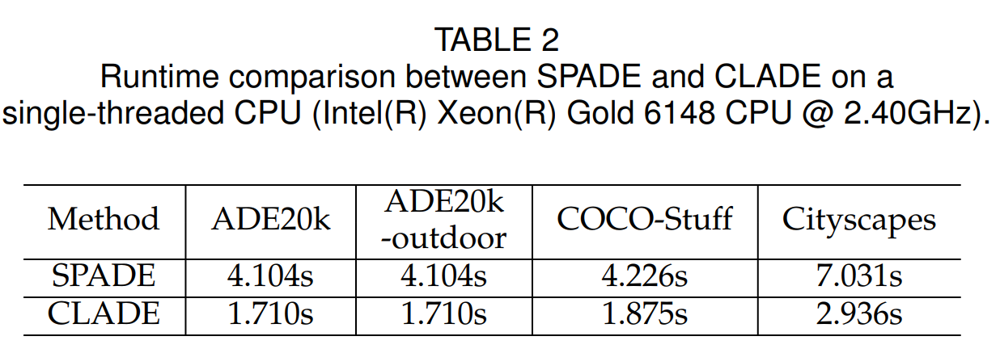 TABLE 2
Runtime comparison between SPADE and CLADE on a
single-threaded CPU (Intel(R) Xeon(R) Gold 6148 CPU @ 2.40GHz).
Method ADE20k ADE20k -outdoor COCO-Stuff Cityscapes
SPADE 4.104s 4.104s 4.226s 7.031s
CLADE 1.710s 1.710s 1.875s 2.936s